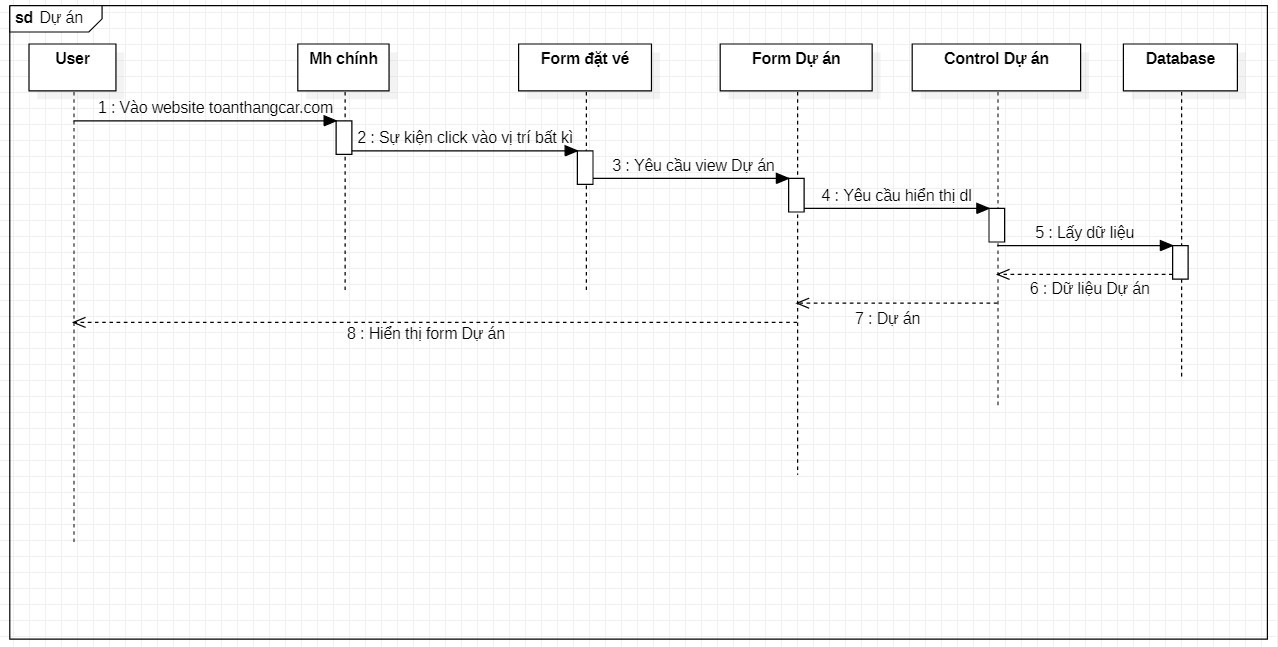 sd Dự án
User
Mh chính
Form đặt vé
Form Dự án
Control Dự án
Database
1 : Vào website toanthangcar.com
2 : Sự kiện click vào vị trí bất kì
3 : Yêu cầu view Dự án
4 : Yêu cầu hiển thị dl
5 : Lấy dữ liệu
6 : Dữ liệu Dự án
7 : Dự án
8 : Hiển thị form Dự án